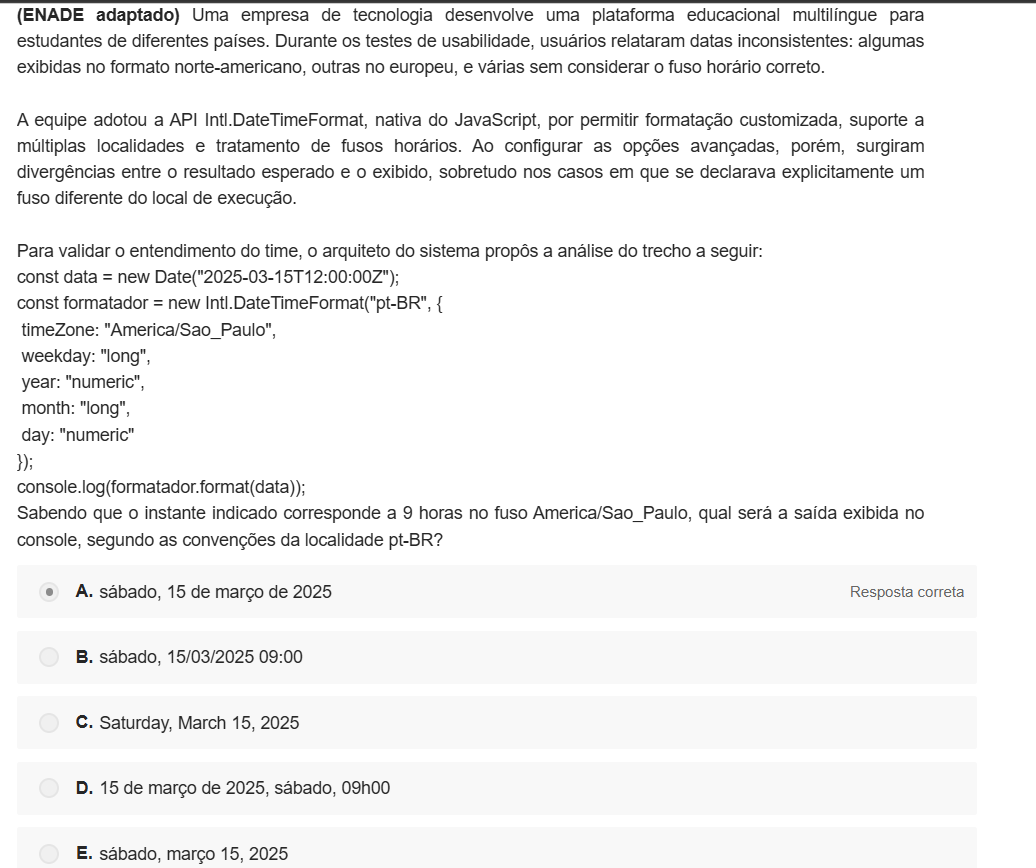 (ENADE adaptado) Uma empresa de tecnologia desenvolve uma plataforma educacional multilíngue para
estudantes de diferentes países. Durante os testes de usabilidade, usuários relataram datas inconsistentes: algumas
exibidas no formato norte-americano, outras no europeu, e várias sem considerar o fuso horário correto.
A equipe adotou a API Intl.DateTimeFormat, nativa do JavaScript, por permitir formatação customizada, suporte a
múltiplas localidades e tratamento de fusos horários. Ao configurar as opções avançadas, porém, surgiram
divergências entre o resultado esperado e o exibido, sobretudo nos casos em que se declarava explicitamente um
fuso diferente do local de execução.
Para validar o entendimento do time, o arquiteto do sistema propôs a análise do trecho a seguir:
const data = new Date("2025-03-15T12:00:00Z");
const formatador = new Intl.DateTimeFormat("pt-BR", {
timeZone: "America/Sao_Paulo",
weekday: "long",
year: "numeric",
month: "long",
day: "numeric"
});
console.log(formatador.format(data));
Sabendo que o instante indicado corresponde a 9 horas no fuso America/Sao_Paulo, qual será a saída exibida no
console, segundo as convenções da localidade pt-BR?
A. sábado, 15 de março de 2025 Resposta correta
B. sábado, 15/03/2025 09:00
C. Saturday, March 15, 2025
D. 15 de março de 2025, sábado, 09h00
E. sábado, março 15, 2025